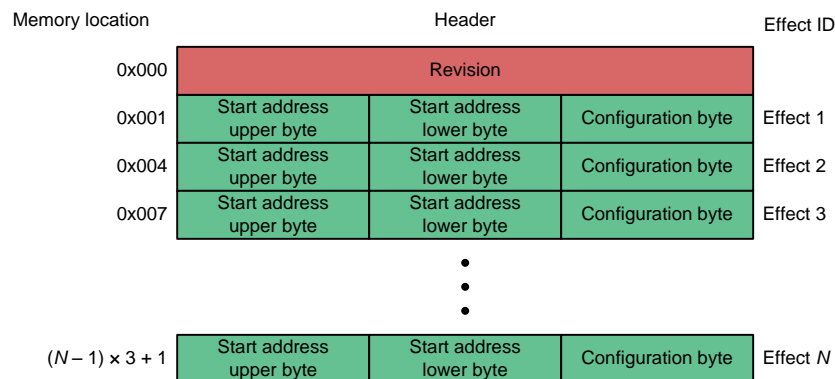 Memory location Header Effect ID
0x000 Revision
0x001 Start address upper byte Start address lower byte Configuration byte Effect 1
0x004 Start address upper byte Start address lower byte Configuration byte Effect 2
0x007 Start address upper byte Start address lower byte Configuration byte Effect 3
(N – 1) × 3 + 1 Start address upper byte Start address lower byte Configuration byte Effect N